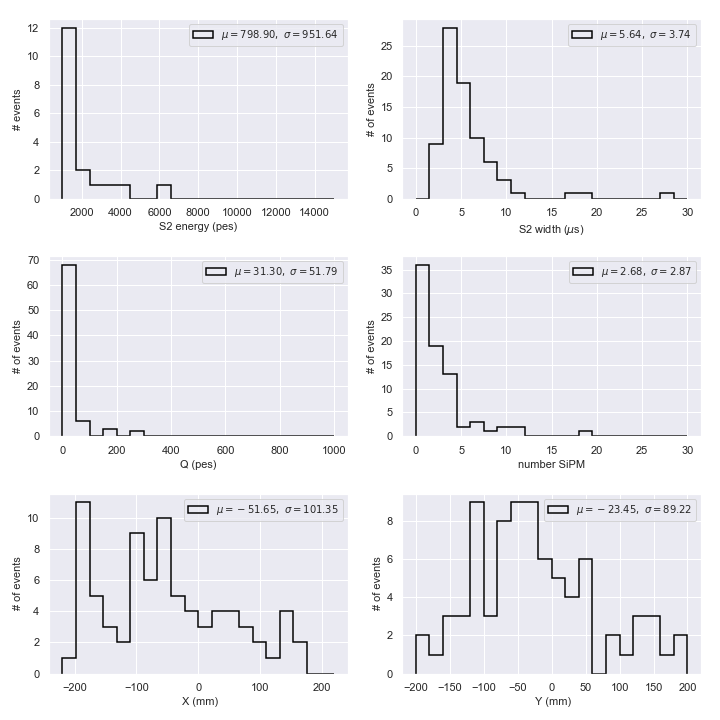 μ = 798.90, σ = 951.64
12
10
8
6
4
2
0
# events
2000 4000 6000 8000 10000 12000 14000
S2 energy (pes)
μ = 5.64, σ = 3.74
25
20
15
10
5
0
# of events
0 5 10 15 20 25 30
S2 width (μs)
μ = 31.30, σ = 51.79
70
60
50
40
30
20
10
0
# of events
0 200 400 600 800 1000
Q (pes)
μ = 2.68, σ = 2.87
35
30
25
20
15
10
5
0
# of events
0 5 10 15 20 25 30
number SiPM
μ = −51.65, σ = 101.35
10
8
6
4
2
0
# of events
−200 −100 0 100 200
X (mm)
μ = −23.45, σ = 89.22
8
6
4
2
0
# of events
−200 −150 −100 −50 0 50 100 150 200
Y (mm)